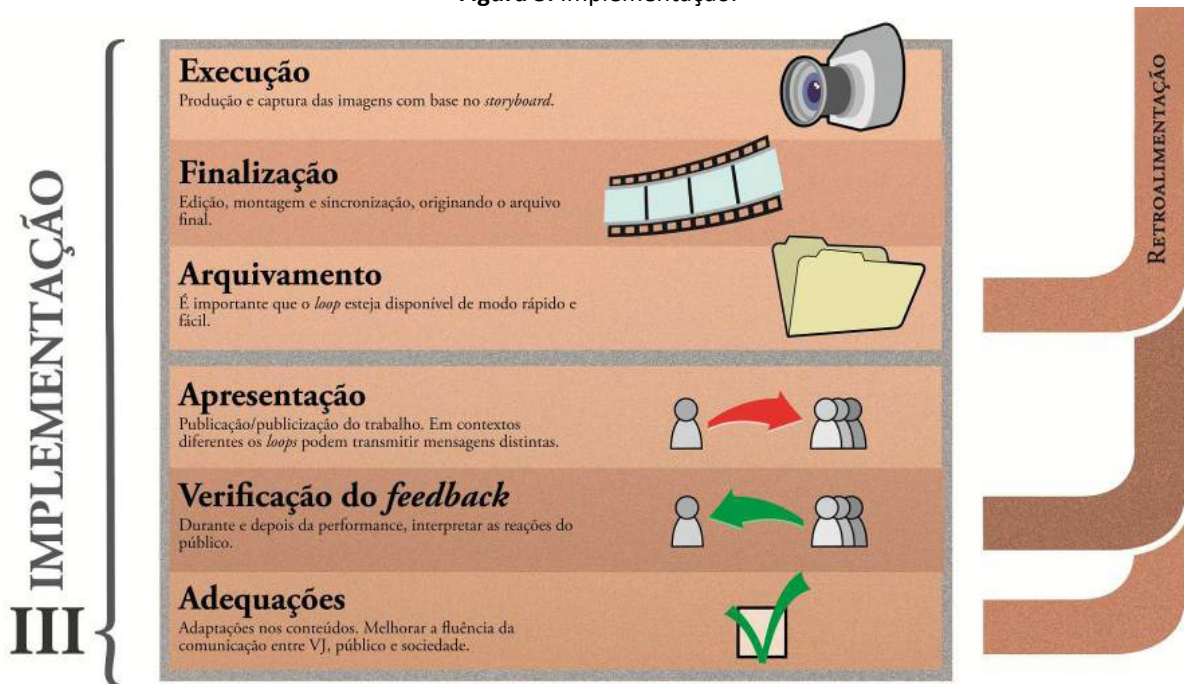 Figura 3. Implementação.
Execução
Produção e captura das imagens com base no storyboard.
Finalização
Edição, montagem e sincronização, originando o arquivo
final.
Arquivamento
É importante que o loop esteja disponível de modo rápido e
fácil.
Apresentação
Publicação/publicização do trabalho. Em contextos
diferentes os loops podem transmitir mensagens distintas.
Verificação do feedback
Durante e depois da performance, interpretar as reações do
público.
Adequações
Adaptações nos conteúdos. Melhorar a fluência da
comunicação entre VJ, público e sociedade.
III IMPLEMENTAÇÃO
RETROALIMENTAÇÃO